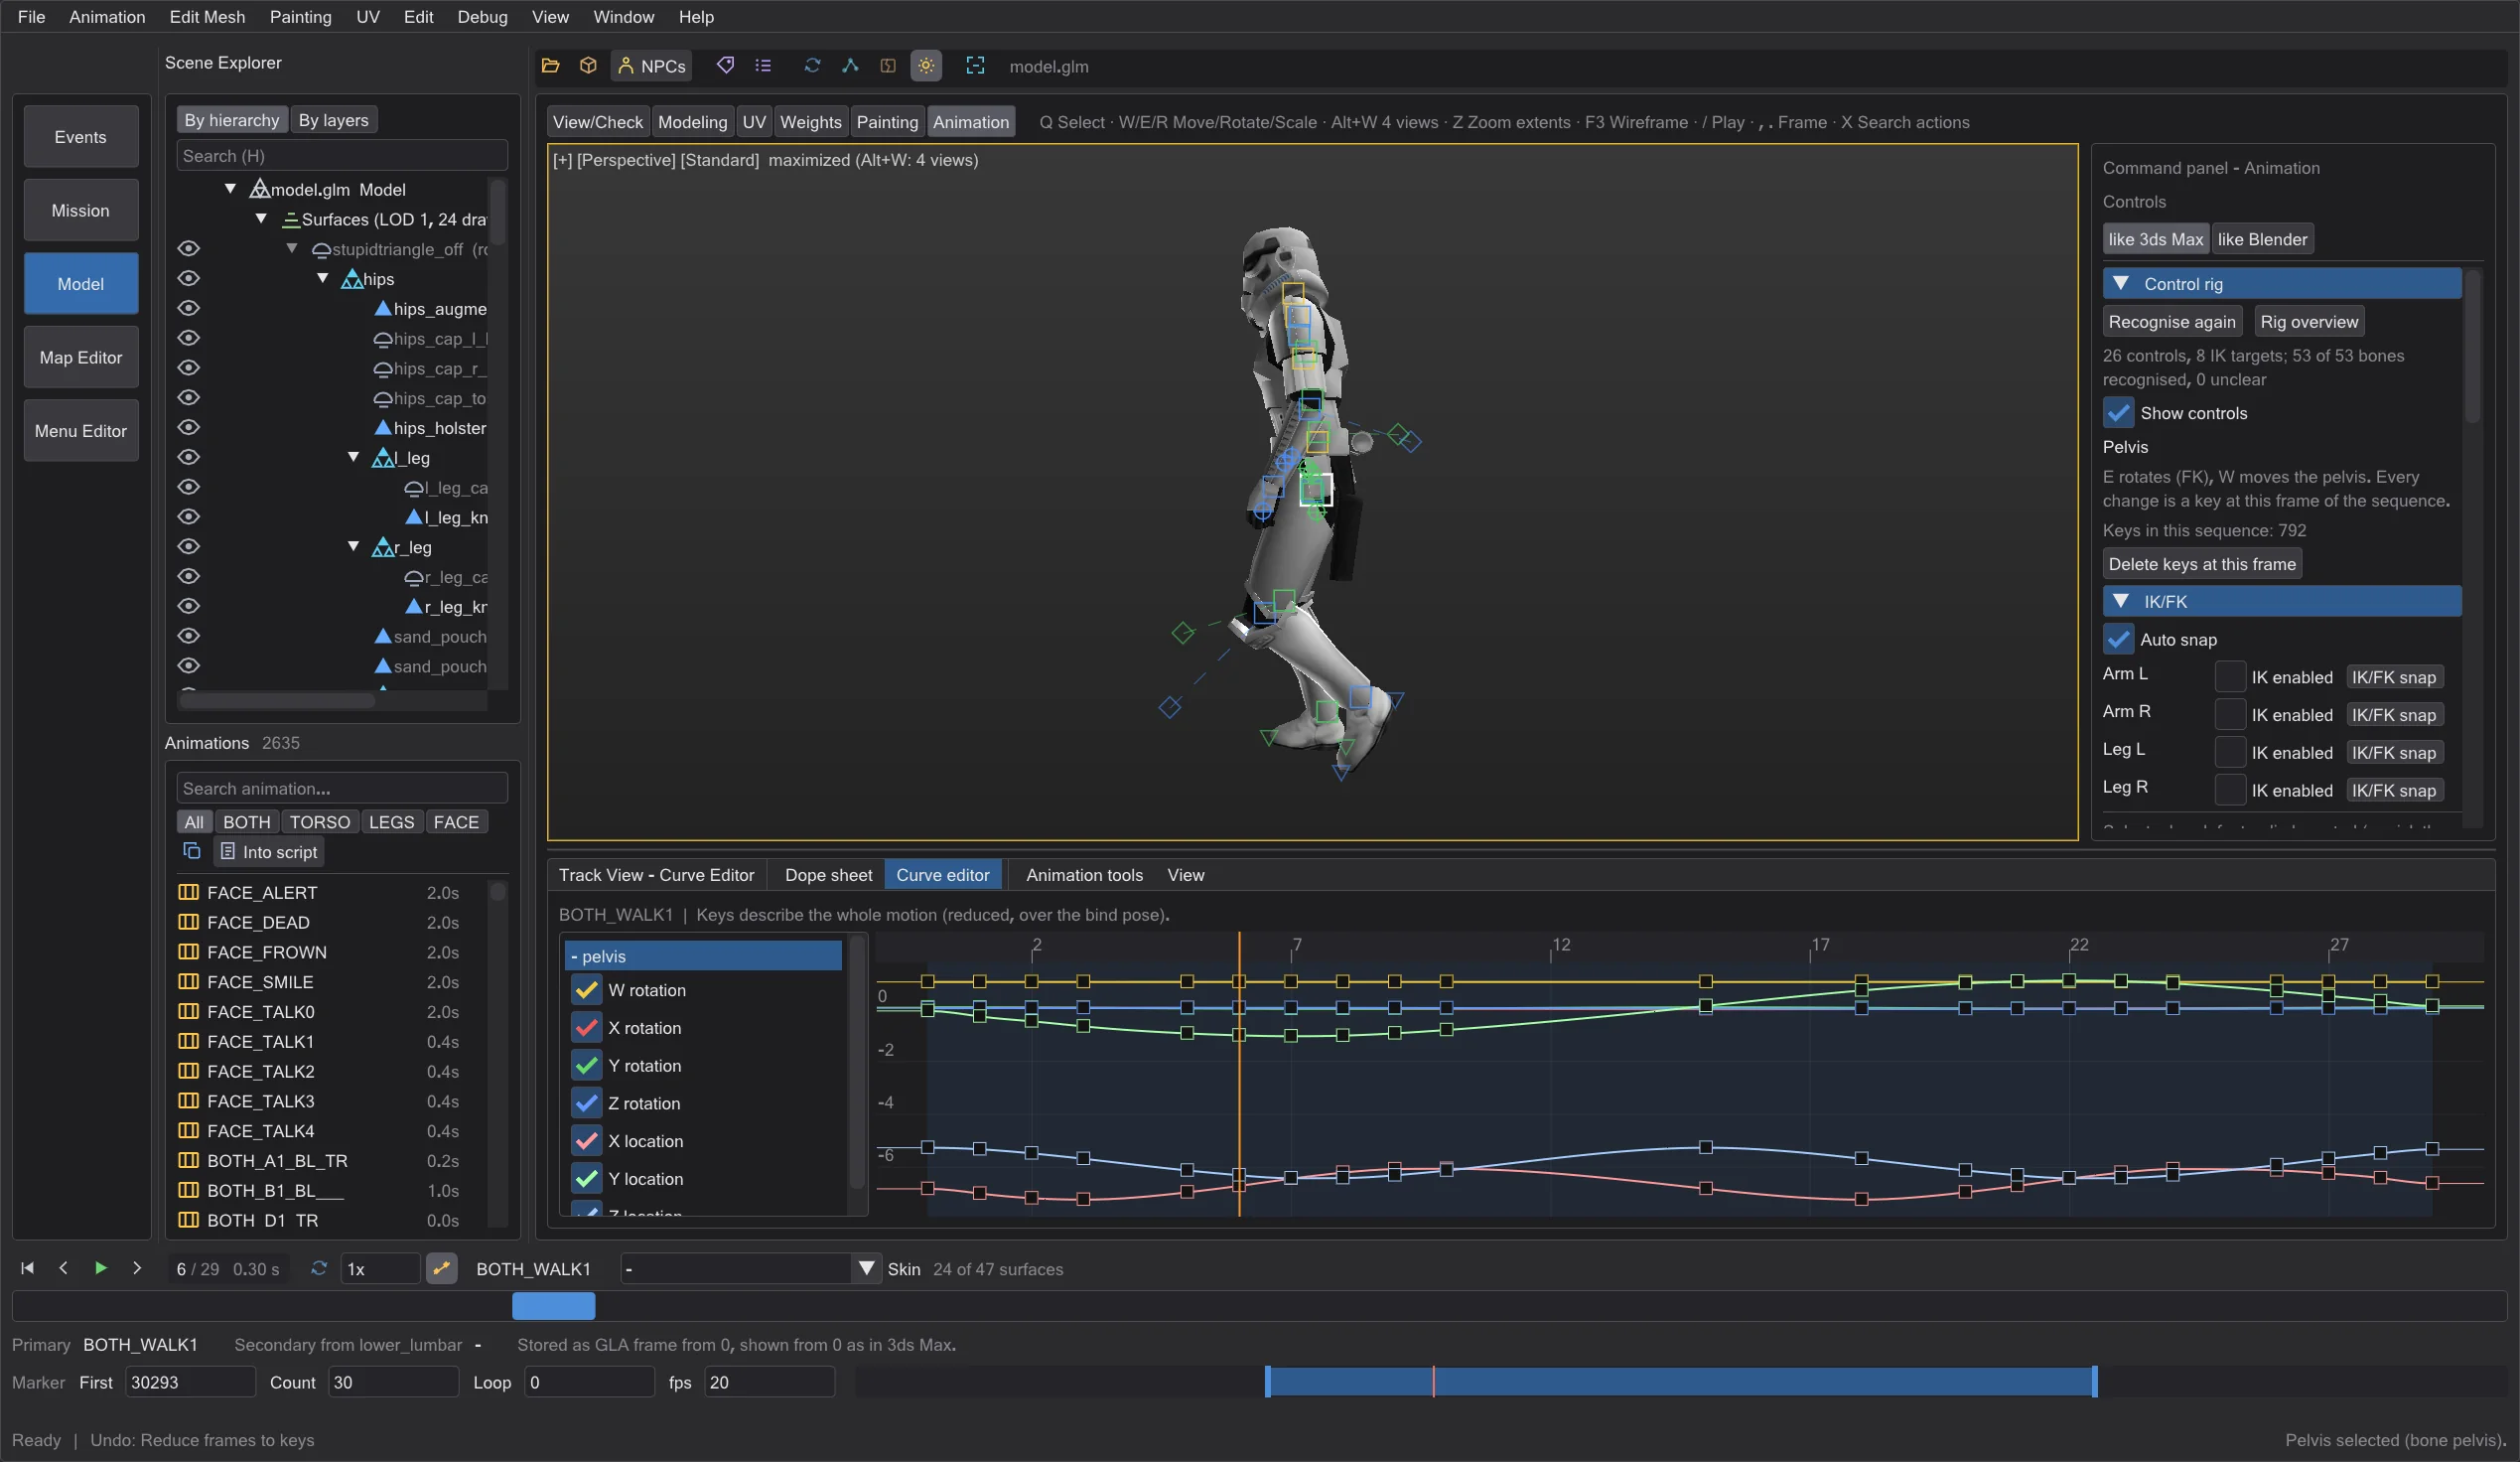 File Animation Edit Mesh Painting UV Edit Debug View Window Help
Scene Explorer
NPCs
model.glm
Events
Mission
Model
Map Editor
Menu Editor
By hierarchy By layers
Search (H)
model.glm Model
Surfaces (LOD 1, 24 dra
stupidtriangle_off (ro
hips
hips_augme
hips_cap_l_l
hips_cap_r_
hips_cap_to
hips_holster
l_leg
l_leg_ca
l_leg_kn
r_leg
r_leg_ca
r_leg_kn
sand_pouch
sand_pouch
Animations 2635
Search animation...
All BOTH TORSO LEGS FACE
Into script
FACE_ALERT 2.0s
FACE_DEAD 2.0s
FACE_FROWN 2.0s
FACE_SMILE 2.0s
FACE_TALK0 2.0s
FACE_TALK1 0.4s
FACE_TALK2 0.4s
FACE_TALK3 0.4s
FACE_TALK4 0.4s
BOTH_A1_BL_TR 0.2s
BOTH_B1_BL___ 1.0s
BOTH_D1_TR 0.0s
View/Check Modeling UV Weights Painting Animation Q Select · W/E/R Move/Rotate/Scale · Alt+W 4 views · Z Zoom extents · F3 Wireframe · / Play · , . Frame · X Search actions
[+] [Perspective] [Standard] maximized (Alt+W: 4 views)
Command panel - Animation
Controls
like 3ds Max like Blender
Control rig
Recognise again Rig overview
26 controls, 8 IK targets; 53 of 53 bones
recognised, 0 unclear
Show controls
Pelvis
E rotates (FK), W moves the pelvis. Every
change is a key at this frame of the sequence.
Keys in this sequence: 792
Delete keys at this frame
IK/FK
Auto snap
Arm L IK enabled IK/FK snap
Arm R IK enabled IK/FK snap
Leg L IK enabled IK/FK snap
Leg R IK enabled IK/FK snap
Track View - Curve Editor Dope sheet Curve editor Animation tools View
BOTH_WALK1 | Keys describe the whole motion (reduced, over the bind pose).
- pelvis
W rotation
X rotation
Y rotation
Z rotation
X location
Y location
Z location
2 7 12 17 22 27
0
-2
-4
-6
6 / 29 0.30 s 1x BOTH_WALK1 - Skin 24 of 47 surfaces
Primary BOTH_WALK1 Secondary from lower_lumbar - Stored as GLA frame from 0, shown from 0 as in 3ds Max.
Marker First 30293 Count 30 Loop 0 fps 20
Ready | Undo: Reduce frames to keys
Pelvis selected (bone pelvis).